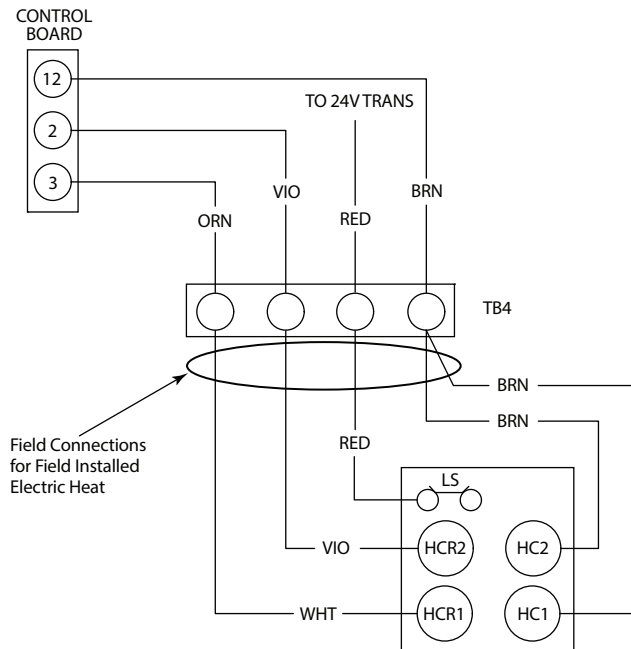 CONTROL
BOARD
12
2
3
TO 24V TRANS
VIO
BRN
ORN
RED
TB4
BRN
BRN
Field Connections
for Field Installed
Electric Heat
RED
LS
VIO
HCR2
HC2
WHT
HCR1
HC1